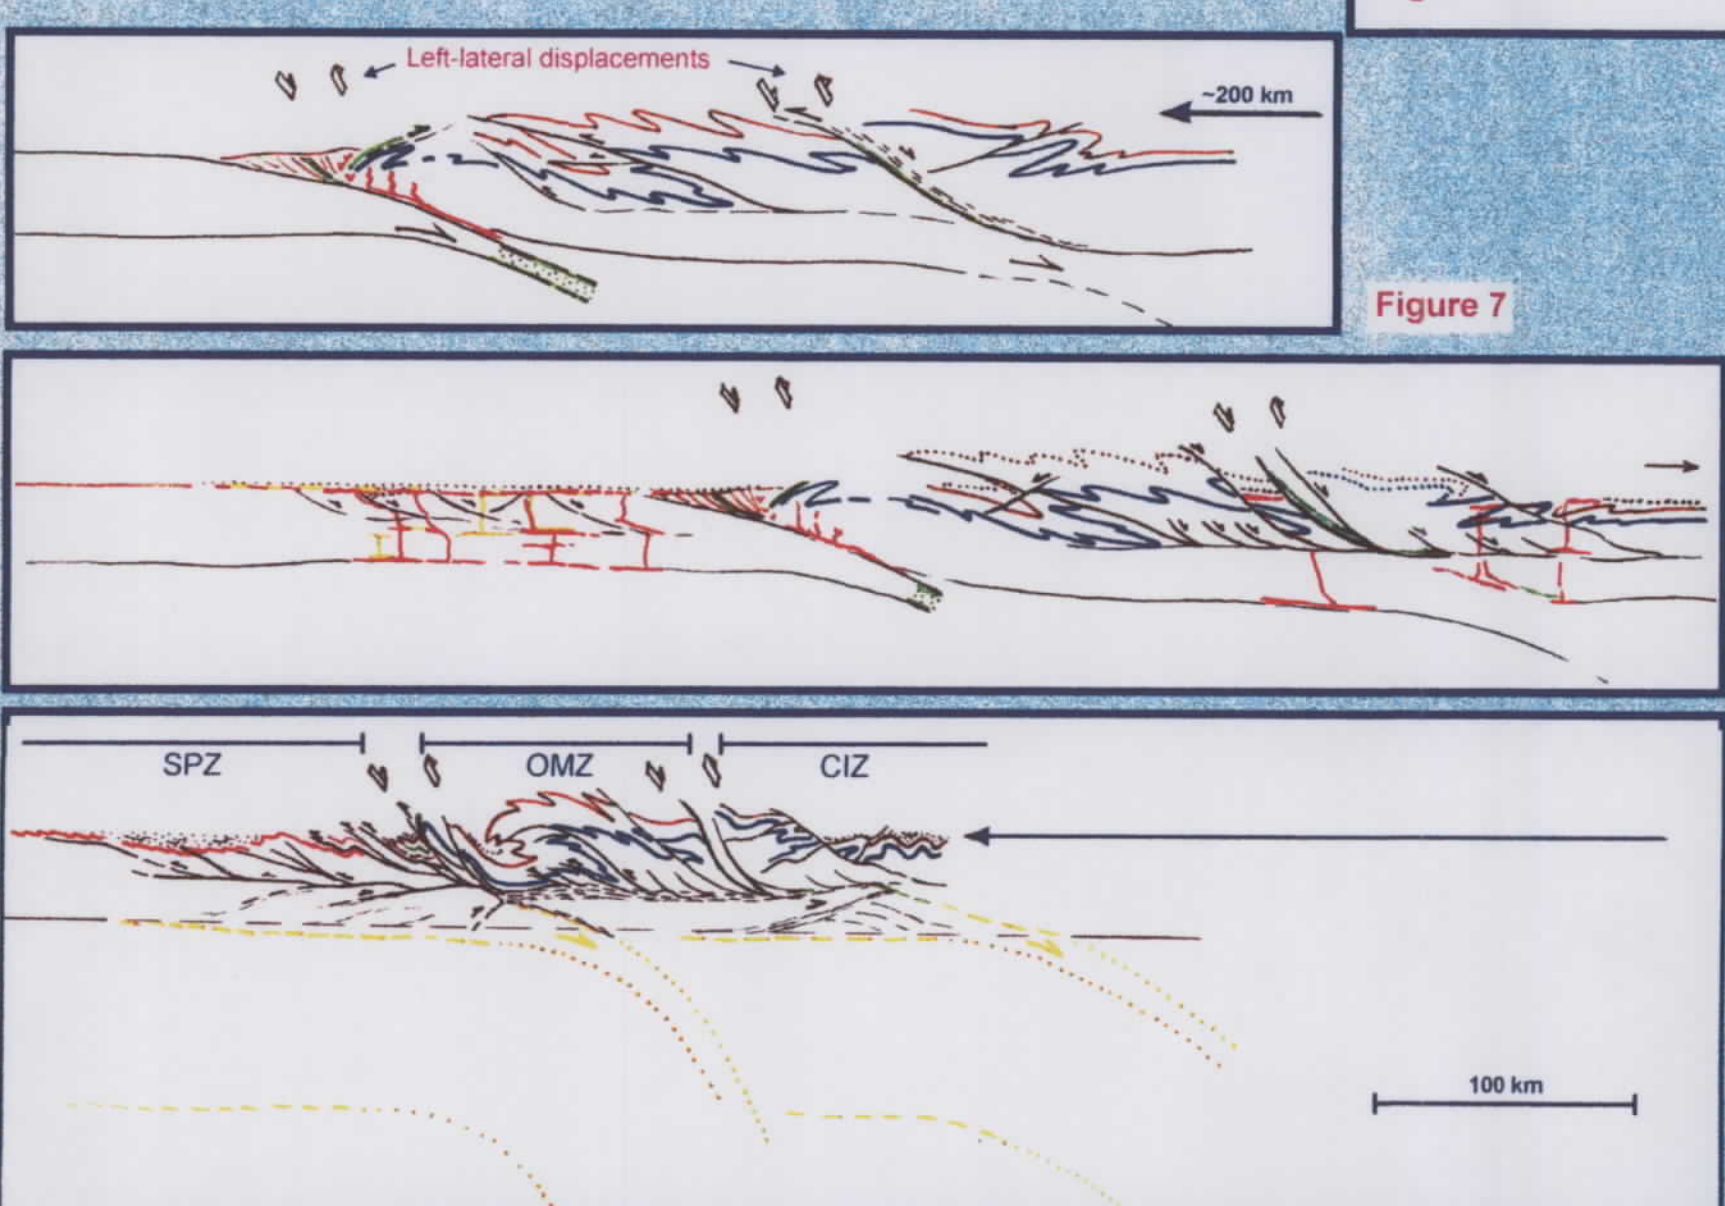 Left-lateral displacements
~200 km
Figure 7
SPZ
OMZ
CIZ
100 km